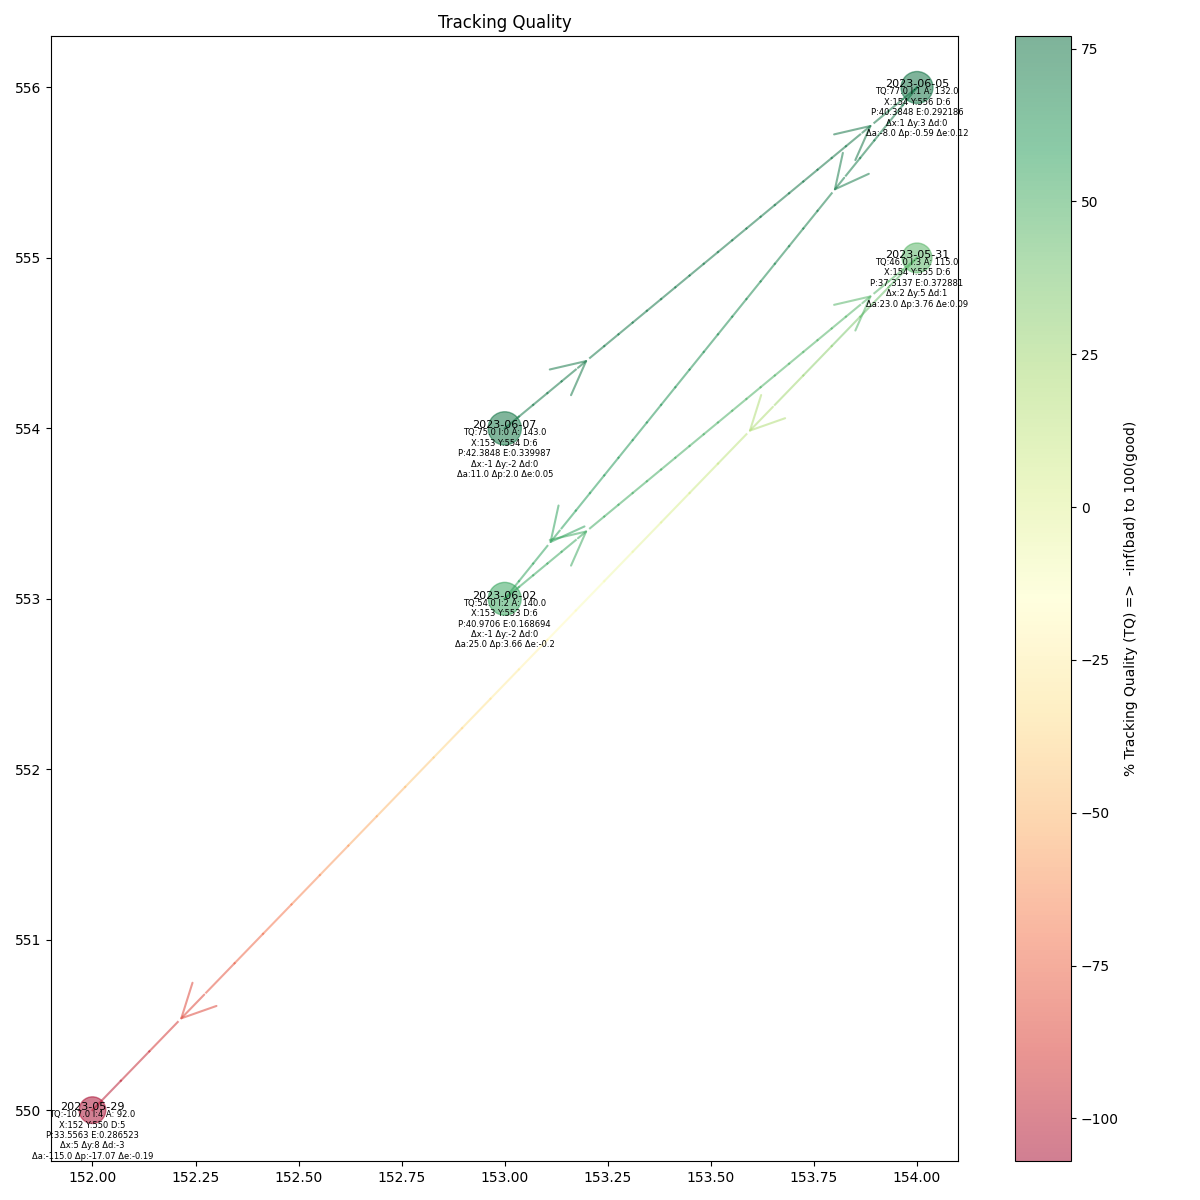 Tracking Quality
556
555
554
553
552
551
550
2023-06-05
TQ:77.0 I:1 A: 132.0
X:154 Y:556 D:6
P:40.3848 E:0.292186
Δx:1 Δy:3 Δd:0
Δa:-8.0 Δp:-0.59 Δe:0.12
2023-05-31
TQ:46.0 I:3 A: 115.0
X:154 Y:555 D:6
P:37.3137 E:0.372881
Δx:2 Δy:5 Δd:1
Δa:23.0 Δp:3.76 Δe:0.09
2023-06-07
TQ:75.0 I:0 A: 143.0
X:153 Y:554 D:6
P:42.3848 E:0.339987
Δx:-1 Δy:-2 Δd:0
Δa:11.0 Δp:2.0 Δe:0.05
2023-06-02
TQ:54.0 I:2 A: 140.0
X:153 Y:553 D:6
P:40.9706 E:0.168694
Δx:-1 Δy:-2 Δd:0
Δa:25.0 Δp:3.66 Δe:-0.2
2023-05-29
TQ:-107.0 I:4 A: 92.0
X:152 Y:550 D:5
P:33.5563 E:0.286523
Δx:5 Δy:8 Δd:-3
Δa:-115.0 Δp:-17.07 Δe:-0.19
152.00 152.25 152.50 152.75 153.00 153.25 153.50 153.75 154.00
75
50
25
0
−25
−50
−75
−100
% Tracking Quality (TQ) => -inf(bad) to 100(good)